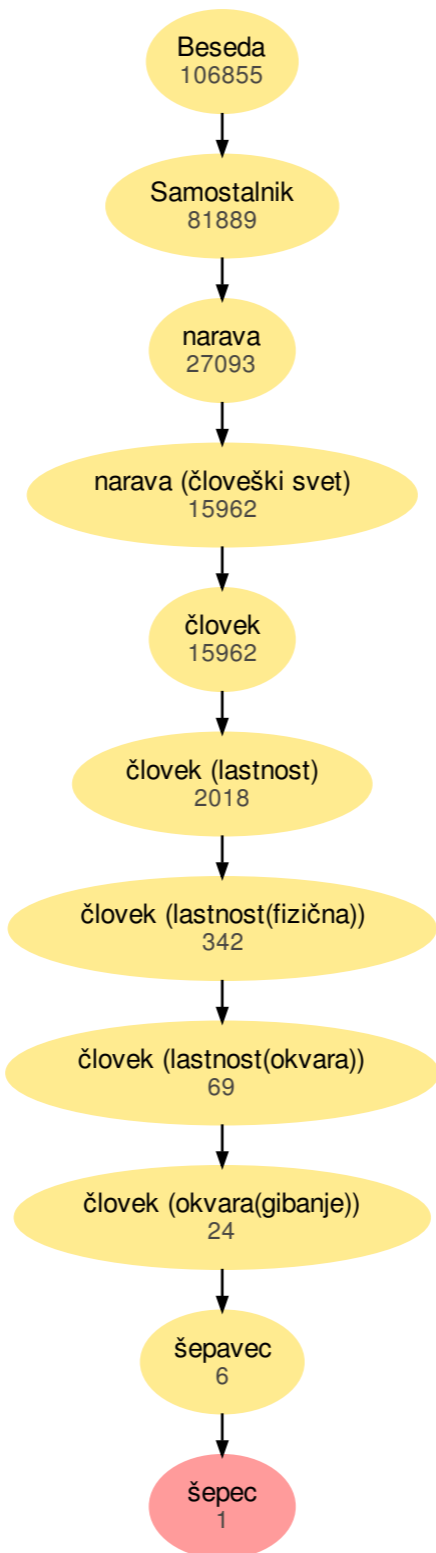 Beseda
106855
Samostalnik
81889
narava
27093
narava (človeški svet)
15962
človek
15962
človek (lastnost)
2018
človek (lastnost(fizična))
342
človek (lastnost(okvara))
69
človek (okvara(gibanje))
24
šepavec
6
šepec
1